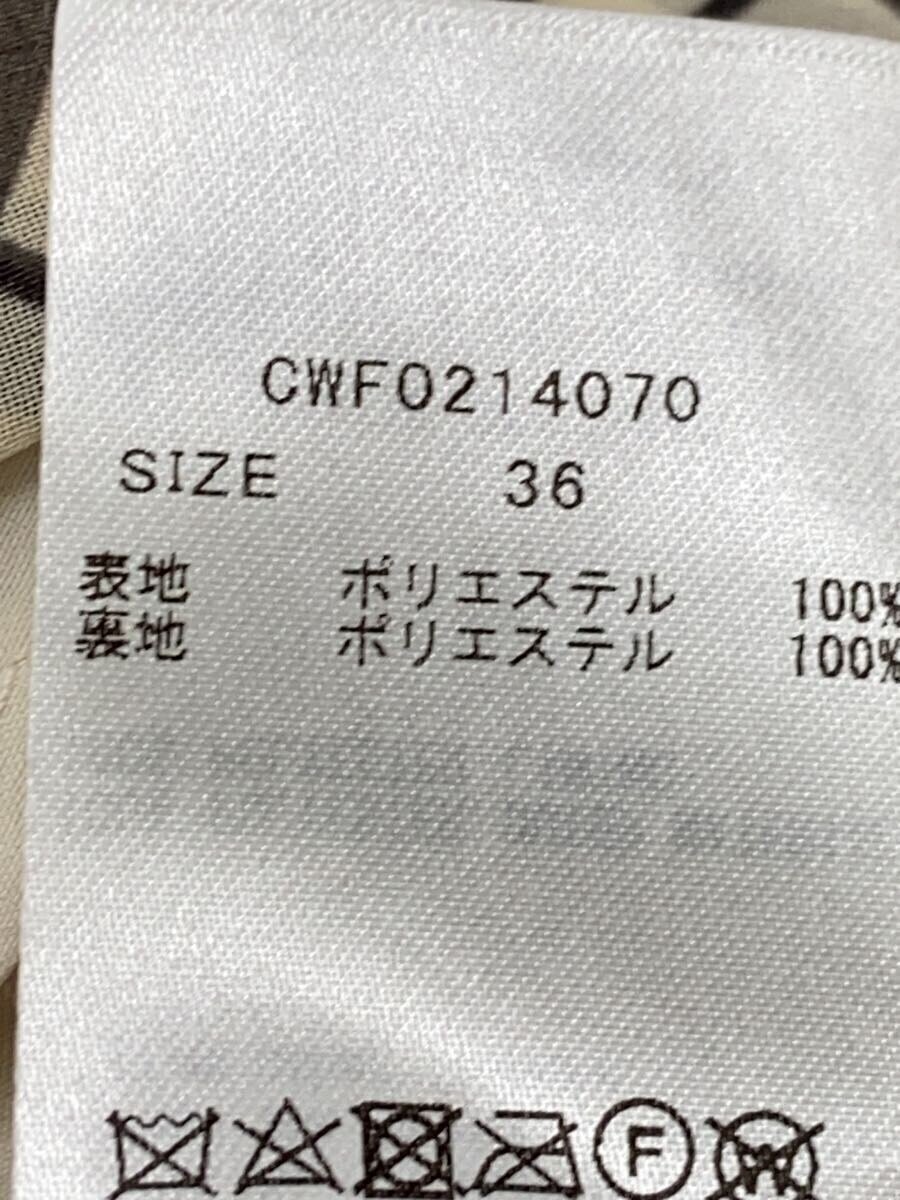 CWF0214070
SIZE 36
表地 ポリエステル 100%
裏地 ポリエステル 100%
F W